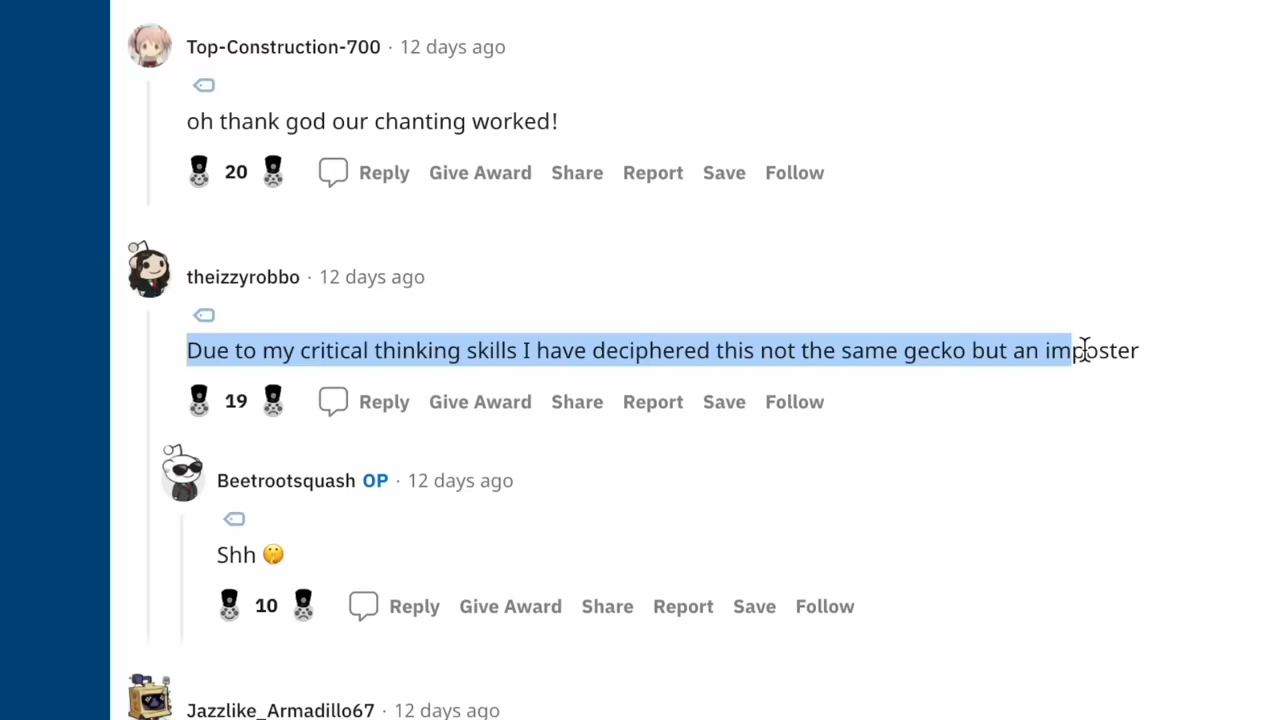 Top-Construction-700 · 12 days ago
oh thank god our chanting worked!
20 Reply Give Award Share Report Save Follow
theizzyrobbo · 12 days ago
Due to my critical thinking skills I have deciphered this not the same gecko but an imposter
19 Reply Give Award Share Report Save Follow
Beetrootsquash OP · 12 days ago
Shh 🤫
10 Reply Give Award Share Report Save Follow
Jazzlike_Armadillo67 · 12 days ago